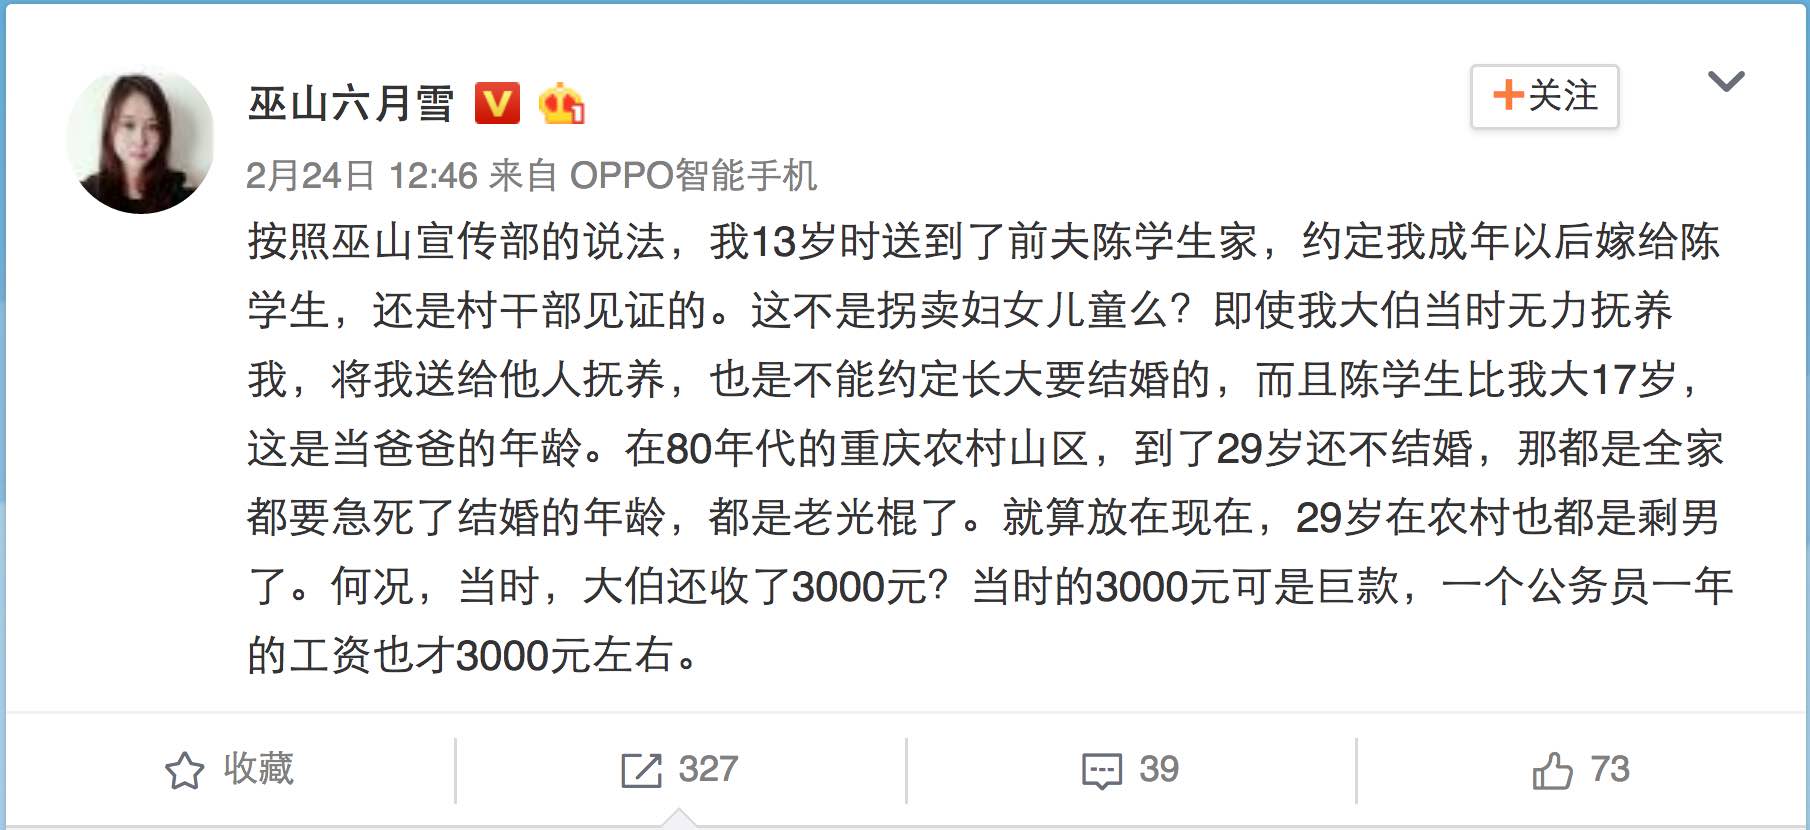 巫山六月雪 V 1
+关注
2月24日 12:46 来自 OPPO智能手机
按照巫山宣传部的说法，我13岁时送到了前夫陈学生家，约定我成年以后嫁给陈
学生，还是村干部见证的。这不是拐卖妇女儿童么？即使我大伯当时无力抚养
我，将我送给他人抚养，也是不能约定长大要结婚的，而且陈学生比我大17岁，
这是当爸爸的年龄。在80年代的重庆农村山区，到了29岁还不结婚，那都是全家
都要急死了结婚的年龄，都是老光棍了。就算放在现在，29岁在农村也都是剩男
了。何况，当时，大伯还收了3000元？当时的3000元可是巨款，一个公务员一年
的工资也才3000元左右。
收藏 327 39 73